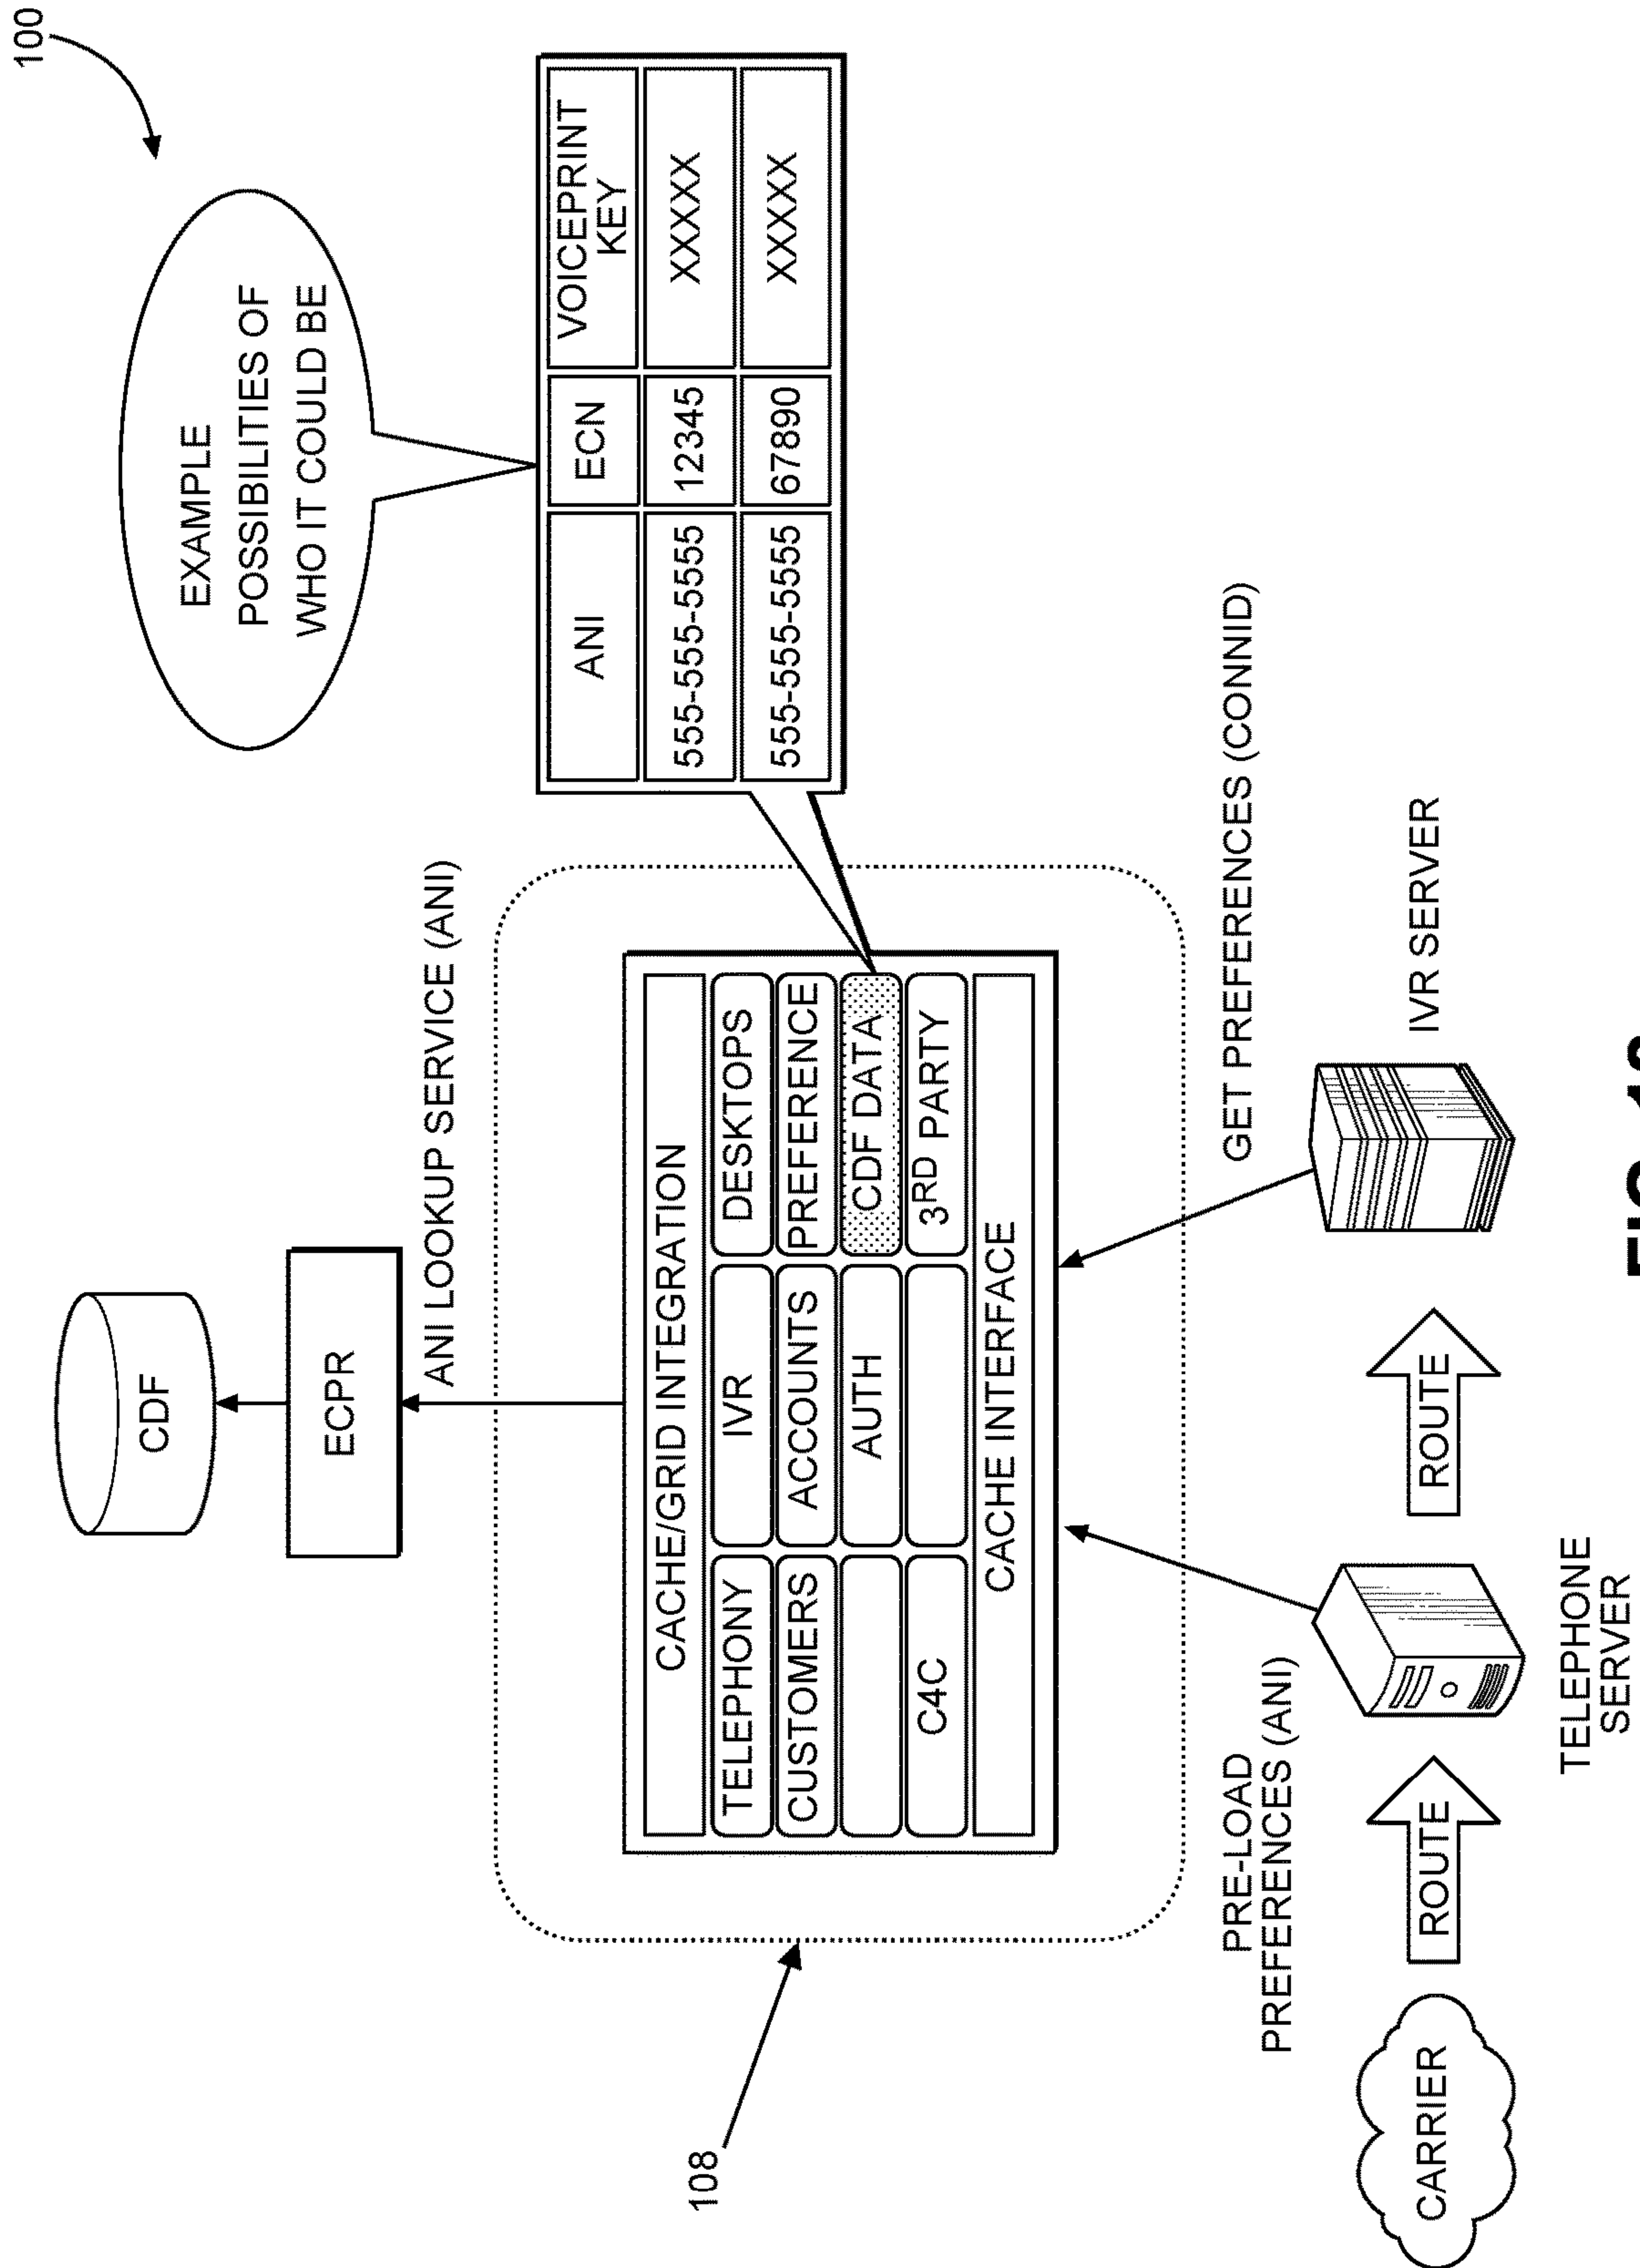 100
EXAMPLE
POSSIBILITIES OF
WHO IT COULD BE
CDF
ECPR
ANI LOOKUP SERVICE (ANI)
ANI
ECN
VOICEPRINT
KEY
555-555-5555
12345
XXXXX
555-555-5555
67890
XXXXX
108
CACHE/GRID INTEGRATION
TELEPHONY
IVR
DESKTOPS
CUSTOMERS
ACCOUNTS
PREFERENCE
AUTH
CDF DATA
C4C
3RD PARTY
CACHE INTERFACE
PRE-LOAD
PREFERENCES (ANI)
GET PREFERENCES (CONNID)
CARRIER
ROUTE
TELEPHONE
SERVER
ROUTE
IVR SERVER